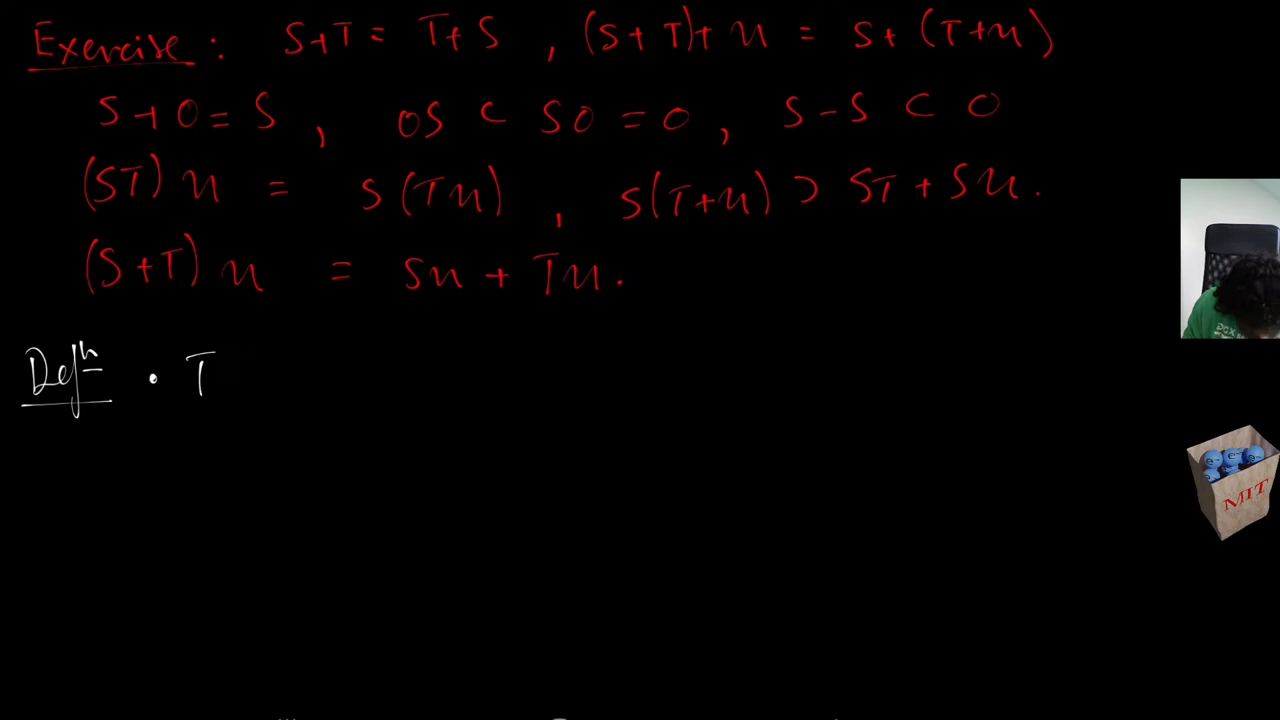 Exercise : S+T = T+S , (S+T)+U = S+(T+U)
S+0 = S , 0S ⊂ S0 = 0 , S-S ⊂ 0
(ST)U = S(TU) , S(T+U) ⊃ ST + SU .
(S+T)U = SU + TU .
Defn • T
MIT